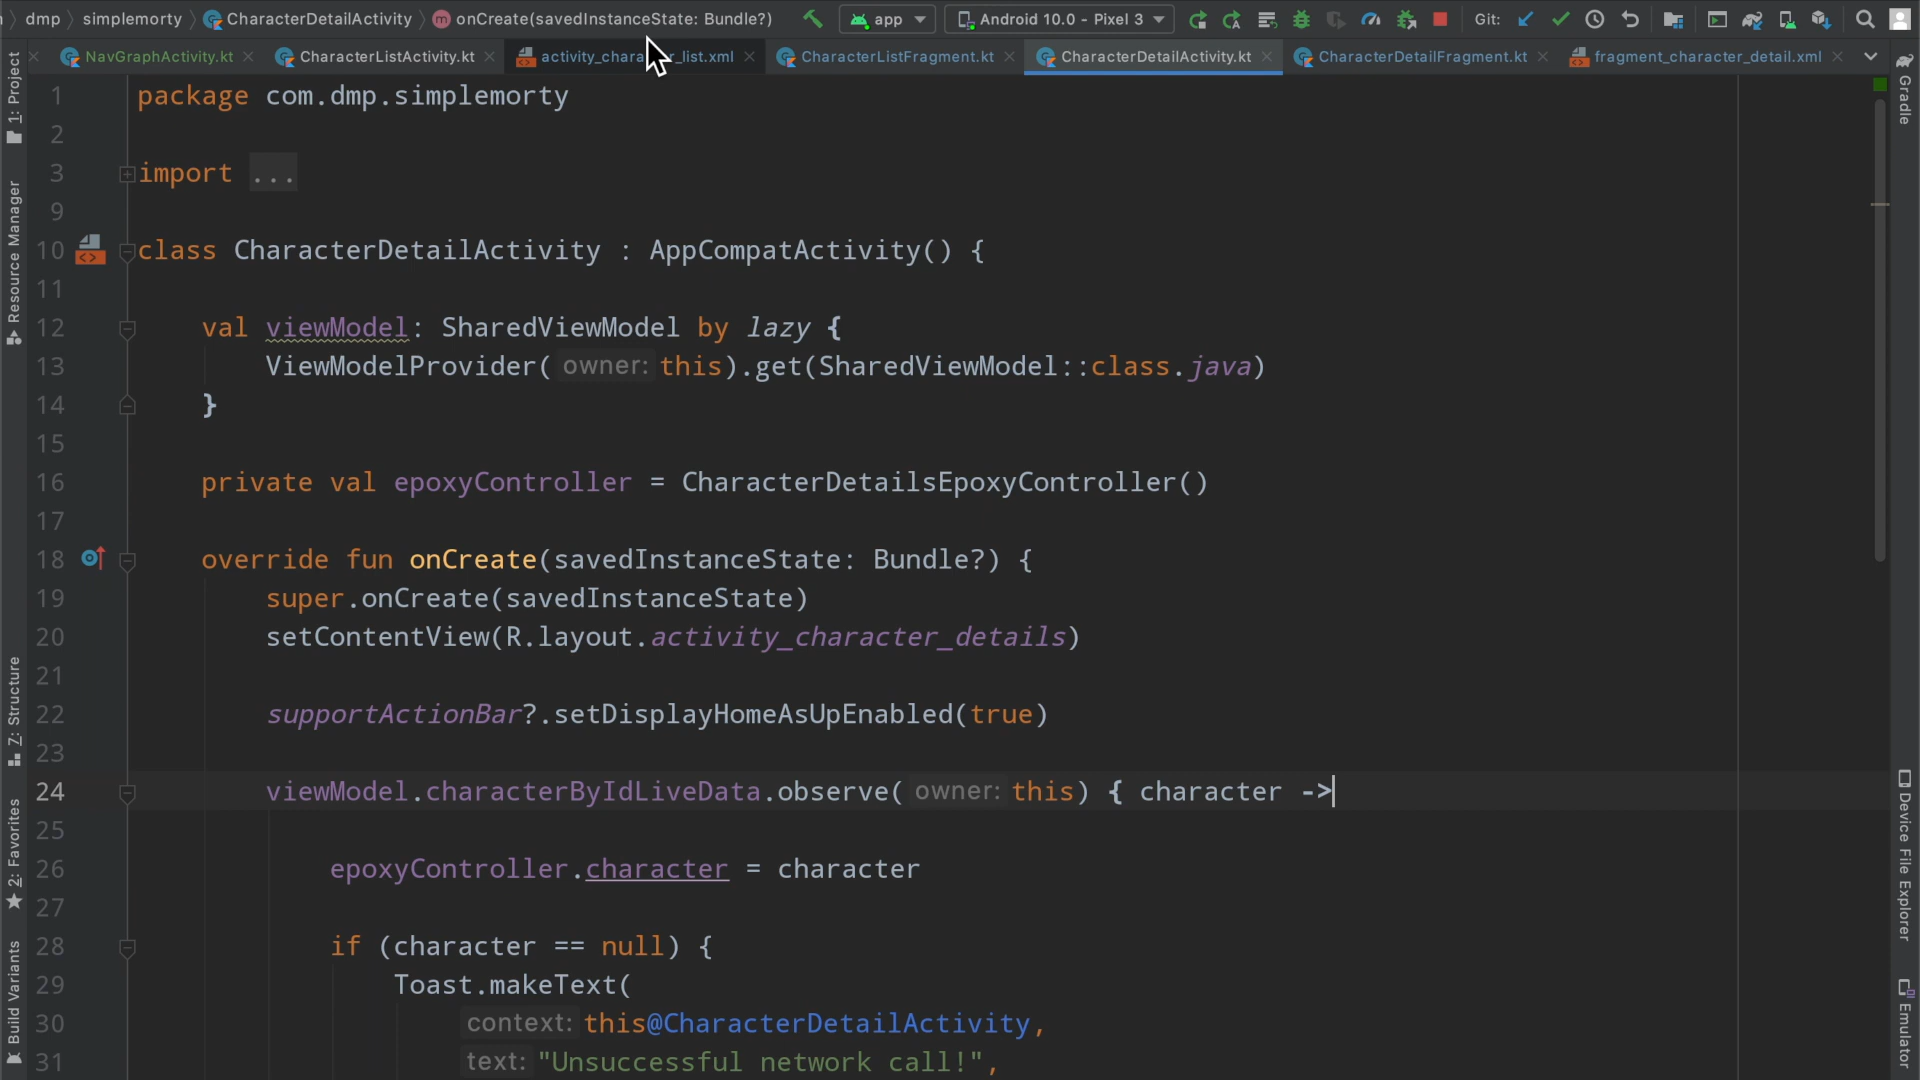 dmp simplemorty CharacterDetailActivity onCreate(savedInstanceState: Bundle?) app Android 10.0 - Pixel 3 Git:
NavGraphActivity.kt CharacterListActivity.kt activity_character_list.xml CharacterListFragment.kt CharacterDetailActivity.kt CharacterDetailFragment.kt fragment_character_detail.xml
1: Project
Resource Manager
Z: Structure
2: Favorites
Build Variants
Gradle
Device File Explorer
Emulator
1 package com.dmp.simplemorty
2
3 import ...
9
10 class CharacterDetailActivity : AppCompatActivity() {
11
12 val viewModel: SharedViewModel by lazy {
13 ViewModelProvider( owner: this).get(SharedViewModel::class.java)
14 }
15
16 private val epoxyController = CharacterDetailsEpoxyController()
17
18 override fun onCreate(savedInstanceState: Bundle?) {
19 super.onCreate(savedInstanceState)
20 setContentView(R.layout.activity_character_details)
21
22 supportActionBar?.setDisplayHomeAsUpEnabled(true)
23
24 viewModel.characterByIdLiveData.observe( owner: this) { character ->
25
26 epoxyController.character = character
27
28 if (character == null) {
29 Toast.makeText(
30 context: this@CharacterDetailActivity,
31 text: "Unsuccessful network call!",